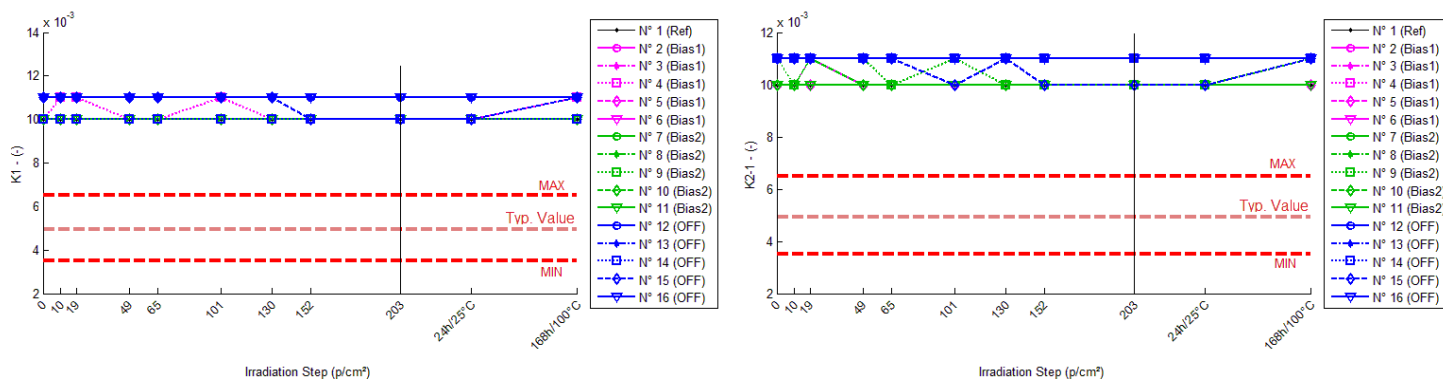 x 10⁻³
14
12
10
8
6
4
2
K1 - (-)
MAX
Typ. Value
MIN
0
10
19
49
65
101
130
152
203
24h/25°C
168h/100°C
Irradiation Step (p/cm²)
N° 1 (Ref)
N° 2 (Bias1)
N° 3 (Bias1)
N° 4 (Bias1)
N° 5 (Bias1)
N° 6 (Bias1)
N° 7 (Bias2)
N° 8 (Bias2)
N° 9 (Bias2)
N° 10 (Bias2)
N° 11 (Bias2)
N° 12 (OFF)
N° 13 (OFF)
N° 14 (OFF)
N° 15 (OFF)
N° 16 (OFF)
x 10⁻³
12
10
8
6
4
2
K2-1 - (-)
MAX
Typ. Value
MIN
0
10
19
49
65
101
130
152
203
24h/25°C
168h/100°C
Irradiation Step (p/cm²)
N° 1 (Ref)
N° 2 (Bias1)
N° 3 (Bias1)
N° 4 (Bias1)
N° 5 (Bias1)
N° 6 (Bias1)
N° 7 (Bias2)
N° 8 (Bias2)
N° 9 (Bias2)
N° 10 (Bias2)
N° 11 (Bias2)
N° 12 (OFF)
N° 13 (OFF)
N° 14 (OFF)
N° 15 (OFF)
N° 16 (OFF)